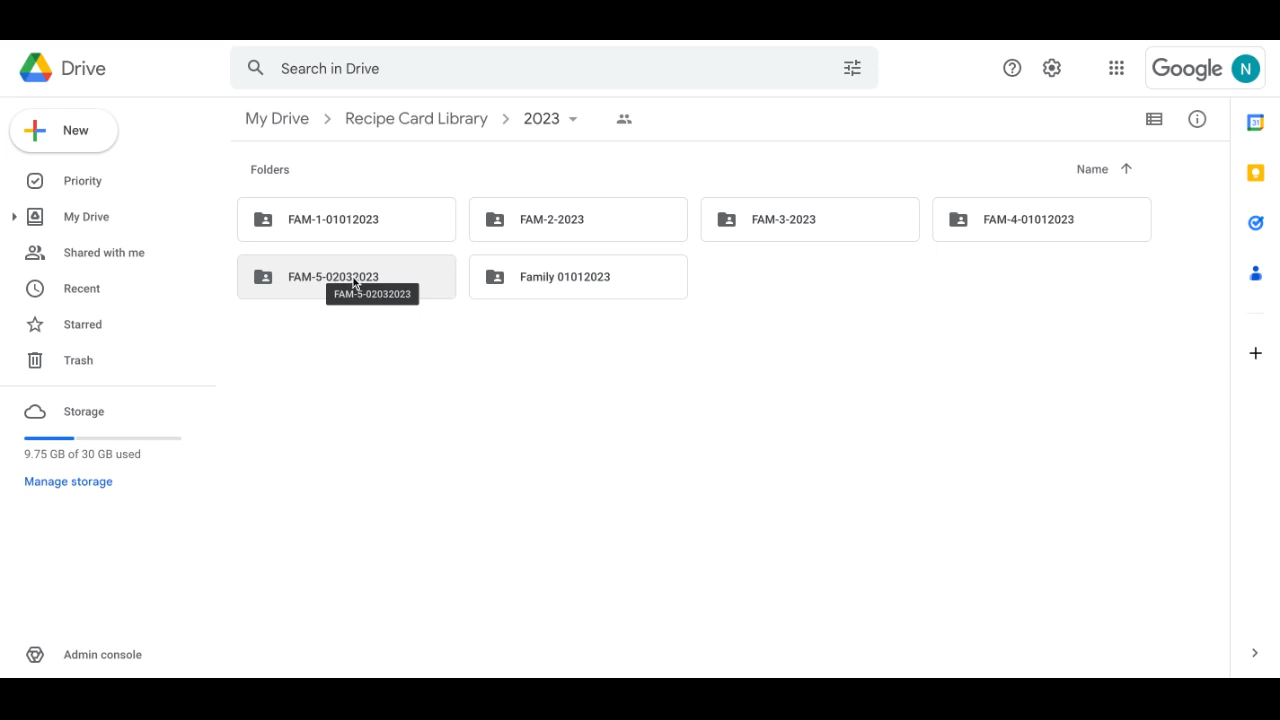 Drive
Search in Drive
Google N
New
My Drive > Recipe Card Library > 2023
Priority
My Drive
Shared with me
Recent
Starred
Trash
Storage
9.75 GB of 30 GB used
Manage storage
Admin console
Folders
Name
FAM-1-01012023
FAM-2-2023
FAM-3-2023
FAM-4-01012023
FAM-5-02032023
Family 01012023
FAM-5-02032023
31